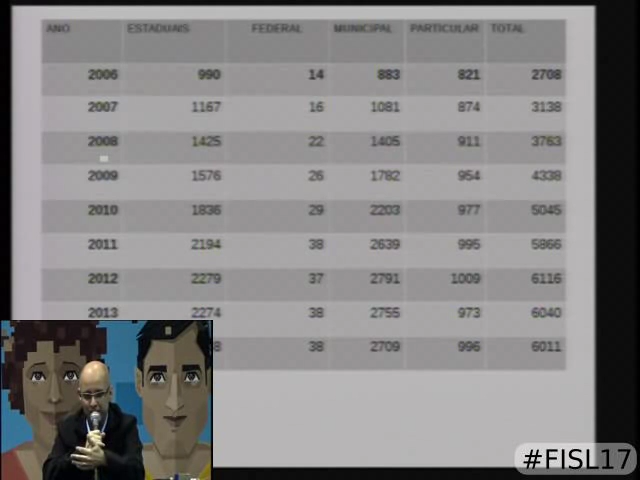 ANO ESTADUAIS FEDERAL MUNICIPAL PARTICULAR TOTAL
2006 990 14 883 821 2708
2007 1167 16 1081 874 3138
2008 1425 22 1405 911 3763
2009 1576 26 1782 954 4338
2010 1836 29 2203 977 5045
2011 2194 38 2639 995 5866
2012 2279 37 2791 1009 6116
2013 2274 38 2755 973 6040
8 38 2709 996 6011
#FISL17